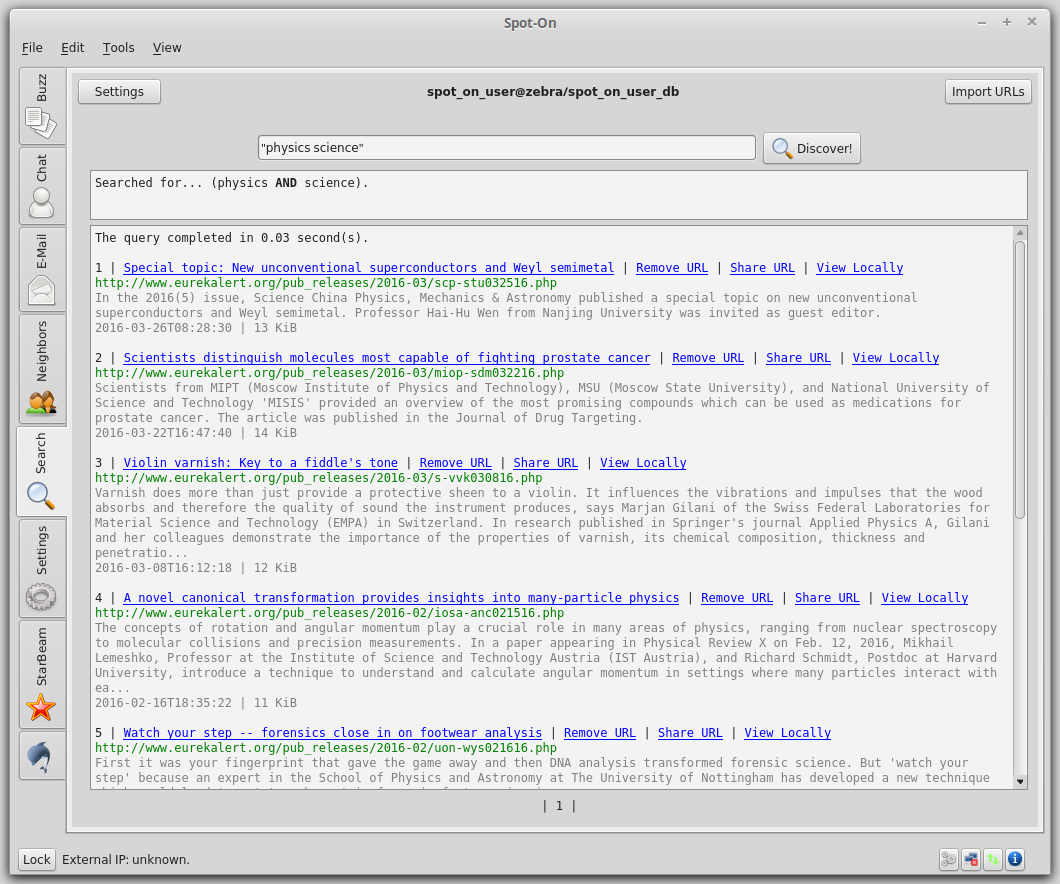 Spot-On
File Edit Tools View
Buzz
Chat
E-Mail
Neighbors
Search
Settings
StarBeam
Settings
spot_on_user@zebra/spot_on_user_db
Import URLs
"physics science"
Discover!
Searched for... (physics AND science).
The query completed in 0.03 second(s).
1 | Special topic: New unconventional superconductors and Weyl semimetal | Remove URL | Share URL | View Locally
http://www.eurekalert.org/pub_releases/2016-03/scp-stu032516.php
In the 2016(5) issue, Science China Physics, Mechanics & Astronomy published a special topic on new unconventional
superconductors and Weyl semimetal. Professor Hai-Hu Wen from Nanjing University was invited as guest editor.
2016-03-26T08:28:30 | 13 KiB
2 | Scientists distinguish molecules most capable of fighting prostate cancer | Remove URL | Share URL | View Locally
http://www.eurekalert.org/pub_releases/2016-03/miop-sdm032216.php
Scientists from MIPT (Moscow Institute of Physics and Technology), MSU (Moscow State University), and National University of
Science and Technology 'MISIS' provided an overview of the most promising compounds which can be used as medications for
prostate cancer. The article was published in the Journal of Drug Targeting.
2016-03-22T16:47:40 | 14 KiB
3 | Violin varnish: Key to a fiddle's tone | Remove URL | Share URL | View Locally
http://www.eurekalert.org/pub_releases/2016-03/s-vvk030816.php
Varnish does more than just provide a protective sheen to a violin. It influences the vibrations and impulses that the wood
absorbs and therefore the quality of sound the instrument produces, says Marjan Gilani of the Swiss Federal Laboratories for
Material Science and Technology (EMPA) in Switzerland. In research published in Springer's journal Applied Physics A, Gilani
and her colleagues demonstrate the importance of the properties of varnish, its chemical composition, thickness and
penetratio...
2016-03-08T16:12:18 | 12 KiB
4 | A novel canonical transformation provides insights into many-particle physics | Remove URL | Share URL | View Locally
http://www.eurekalert.org/pub_releases/2016-02/iosa-anc021516.php
The concepts of rotation and angular momentum play a crucial role in many areas of physics, ranging from nuclear spectroscopy
to molecular collisions and precision measurements. In a paper appearing in Physical Review X on Feb. 12, 2016, Mikhail
Lemeshko, Professor at the Institute of Science and Technology Austria (IST Austria), and Richard Schmidt, Postdoc at Harvard
University, introduce a technique to understand and calculate angular momentum in settings where many particles interact with
ea...
2016-02-16T18:35:22 | 11 KiB
5 | Watch your step -- forensics close in on footwear analysis | Remove URL | Share URL | View Locally
http://www.eurekalert.org/pub_releases/2016-02/uon-wys021616.php
First it was your fingerprint that gave the game away and then DNA analysis transformed forensic science. But 'watch your
step' because an expert in the School of Physics and Astronomy at The University of Nottingham has developed a new technique
| 1 |
Lock
External IP: unknown.